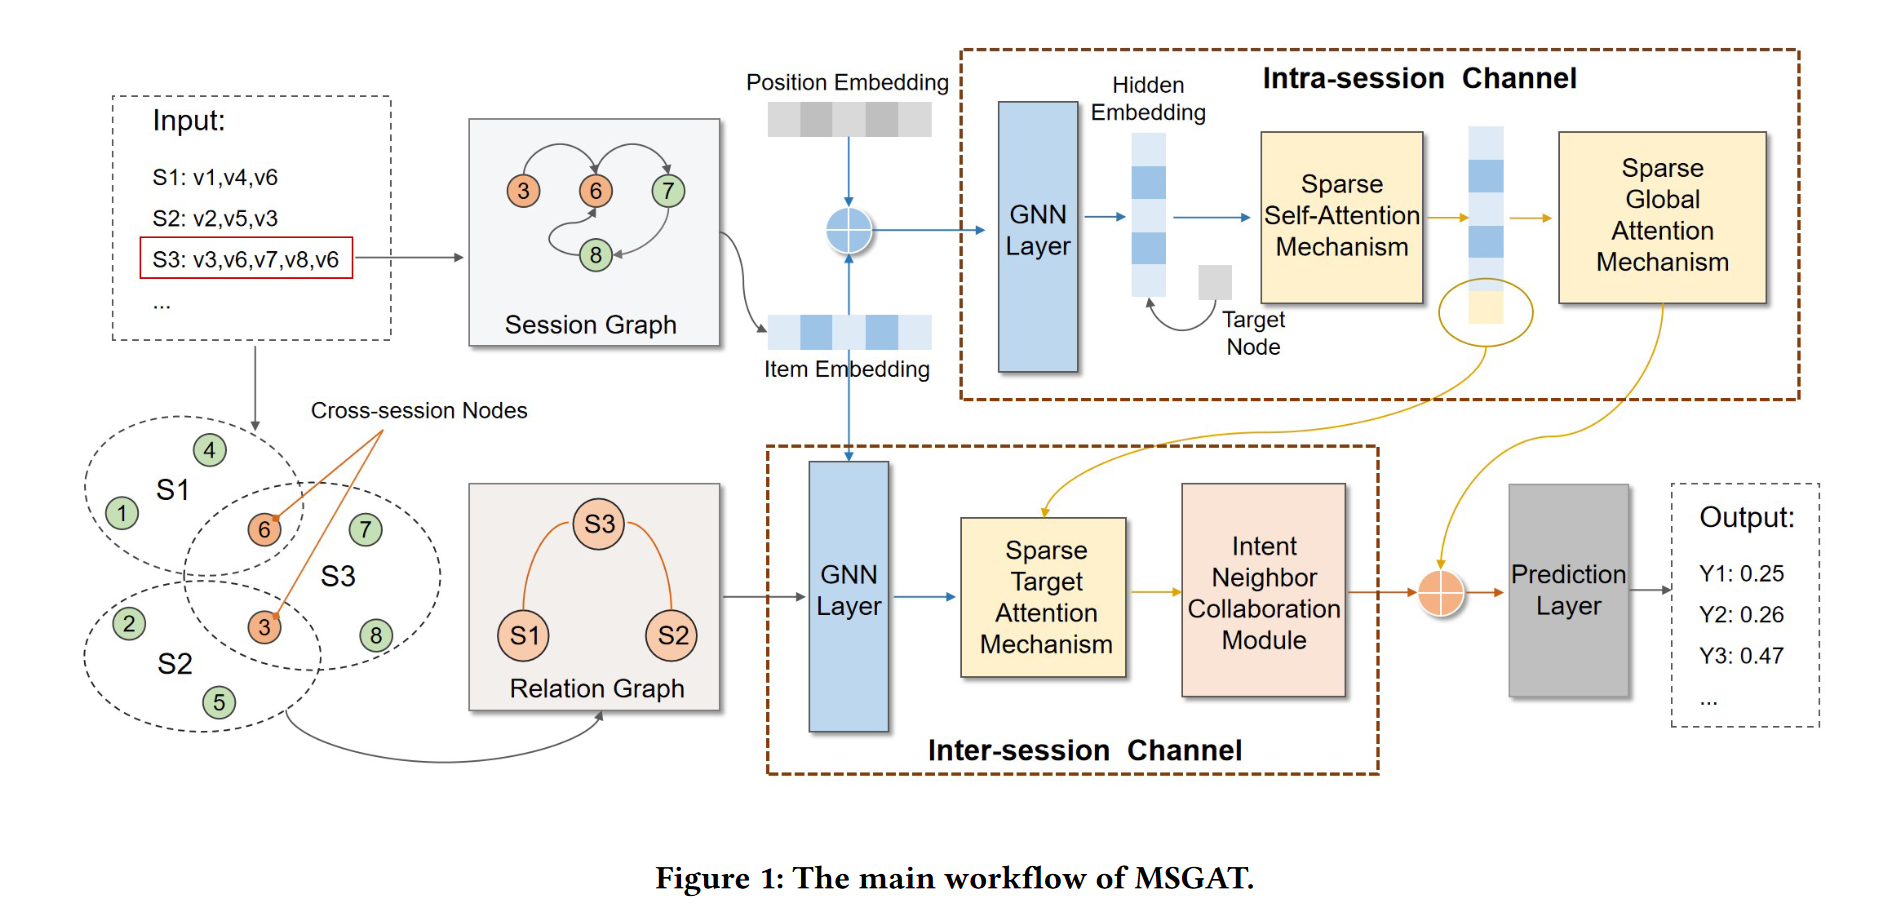 Input:
S1: v1,v4,v6
S2: v2,v5,v3
S3: v3,v6,v7,v8,v6
...
3
6
7
8
Session Graph
Position Embedding
Item Embedding
Intra-session Channel
GNN
Layer
Hidden
Embedding
Target
Node
Sparse
Self-Attention
Mechanism
Sparse
Global
Attention
Mechanism
Cross-session Nodes
4
S1
1
6
7
S3
2
3
8
S2
5
S3
S1
S2
Relation Graph
GNN
Layer
Sparse
Target
Attention
Mechanism
Intent
Neighbor
Collaboration
Module
Inter-session Channel
Prediction
Layer
Output:
Y1: 0.25
Y2: 0.26
Y3: 0.47
...
Figure 1: The main workflow of MSGAT.